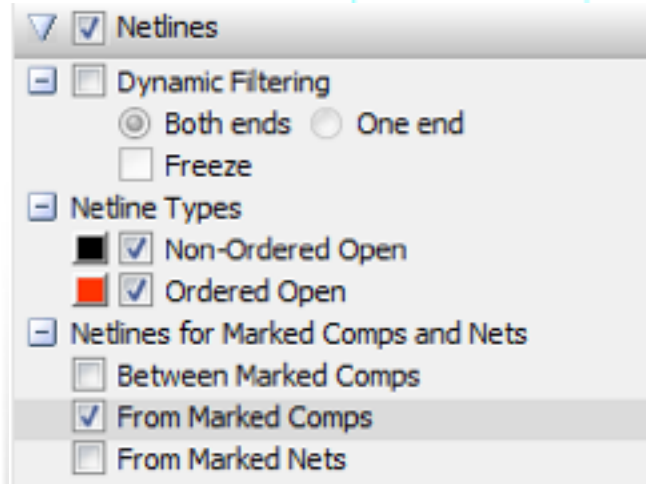 Netlines
Dynamic Filtering
Both ends One end
Freeze
Netline Types
Non-Ordered Open
Ordered Open
Netlines for Marked Comps and Nets
Between Marked Comps
From Marked Comps
From Marked Nets